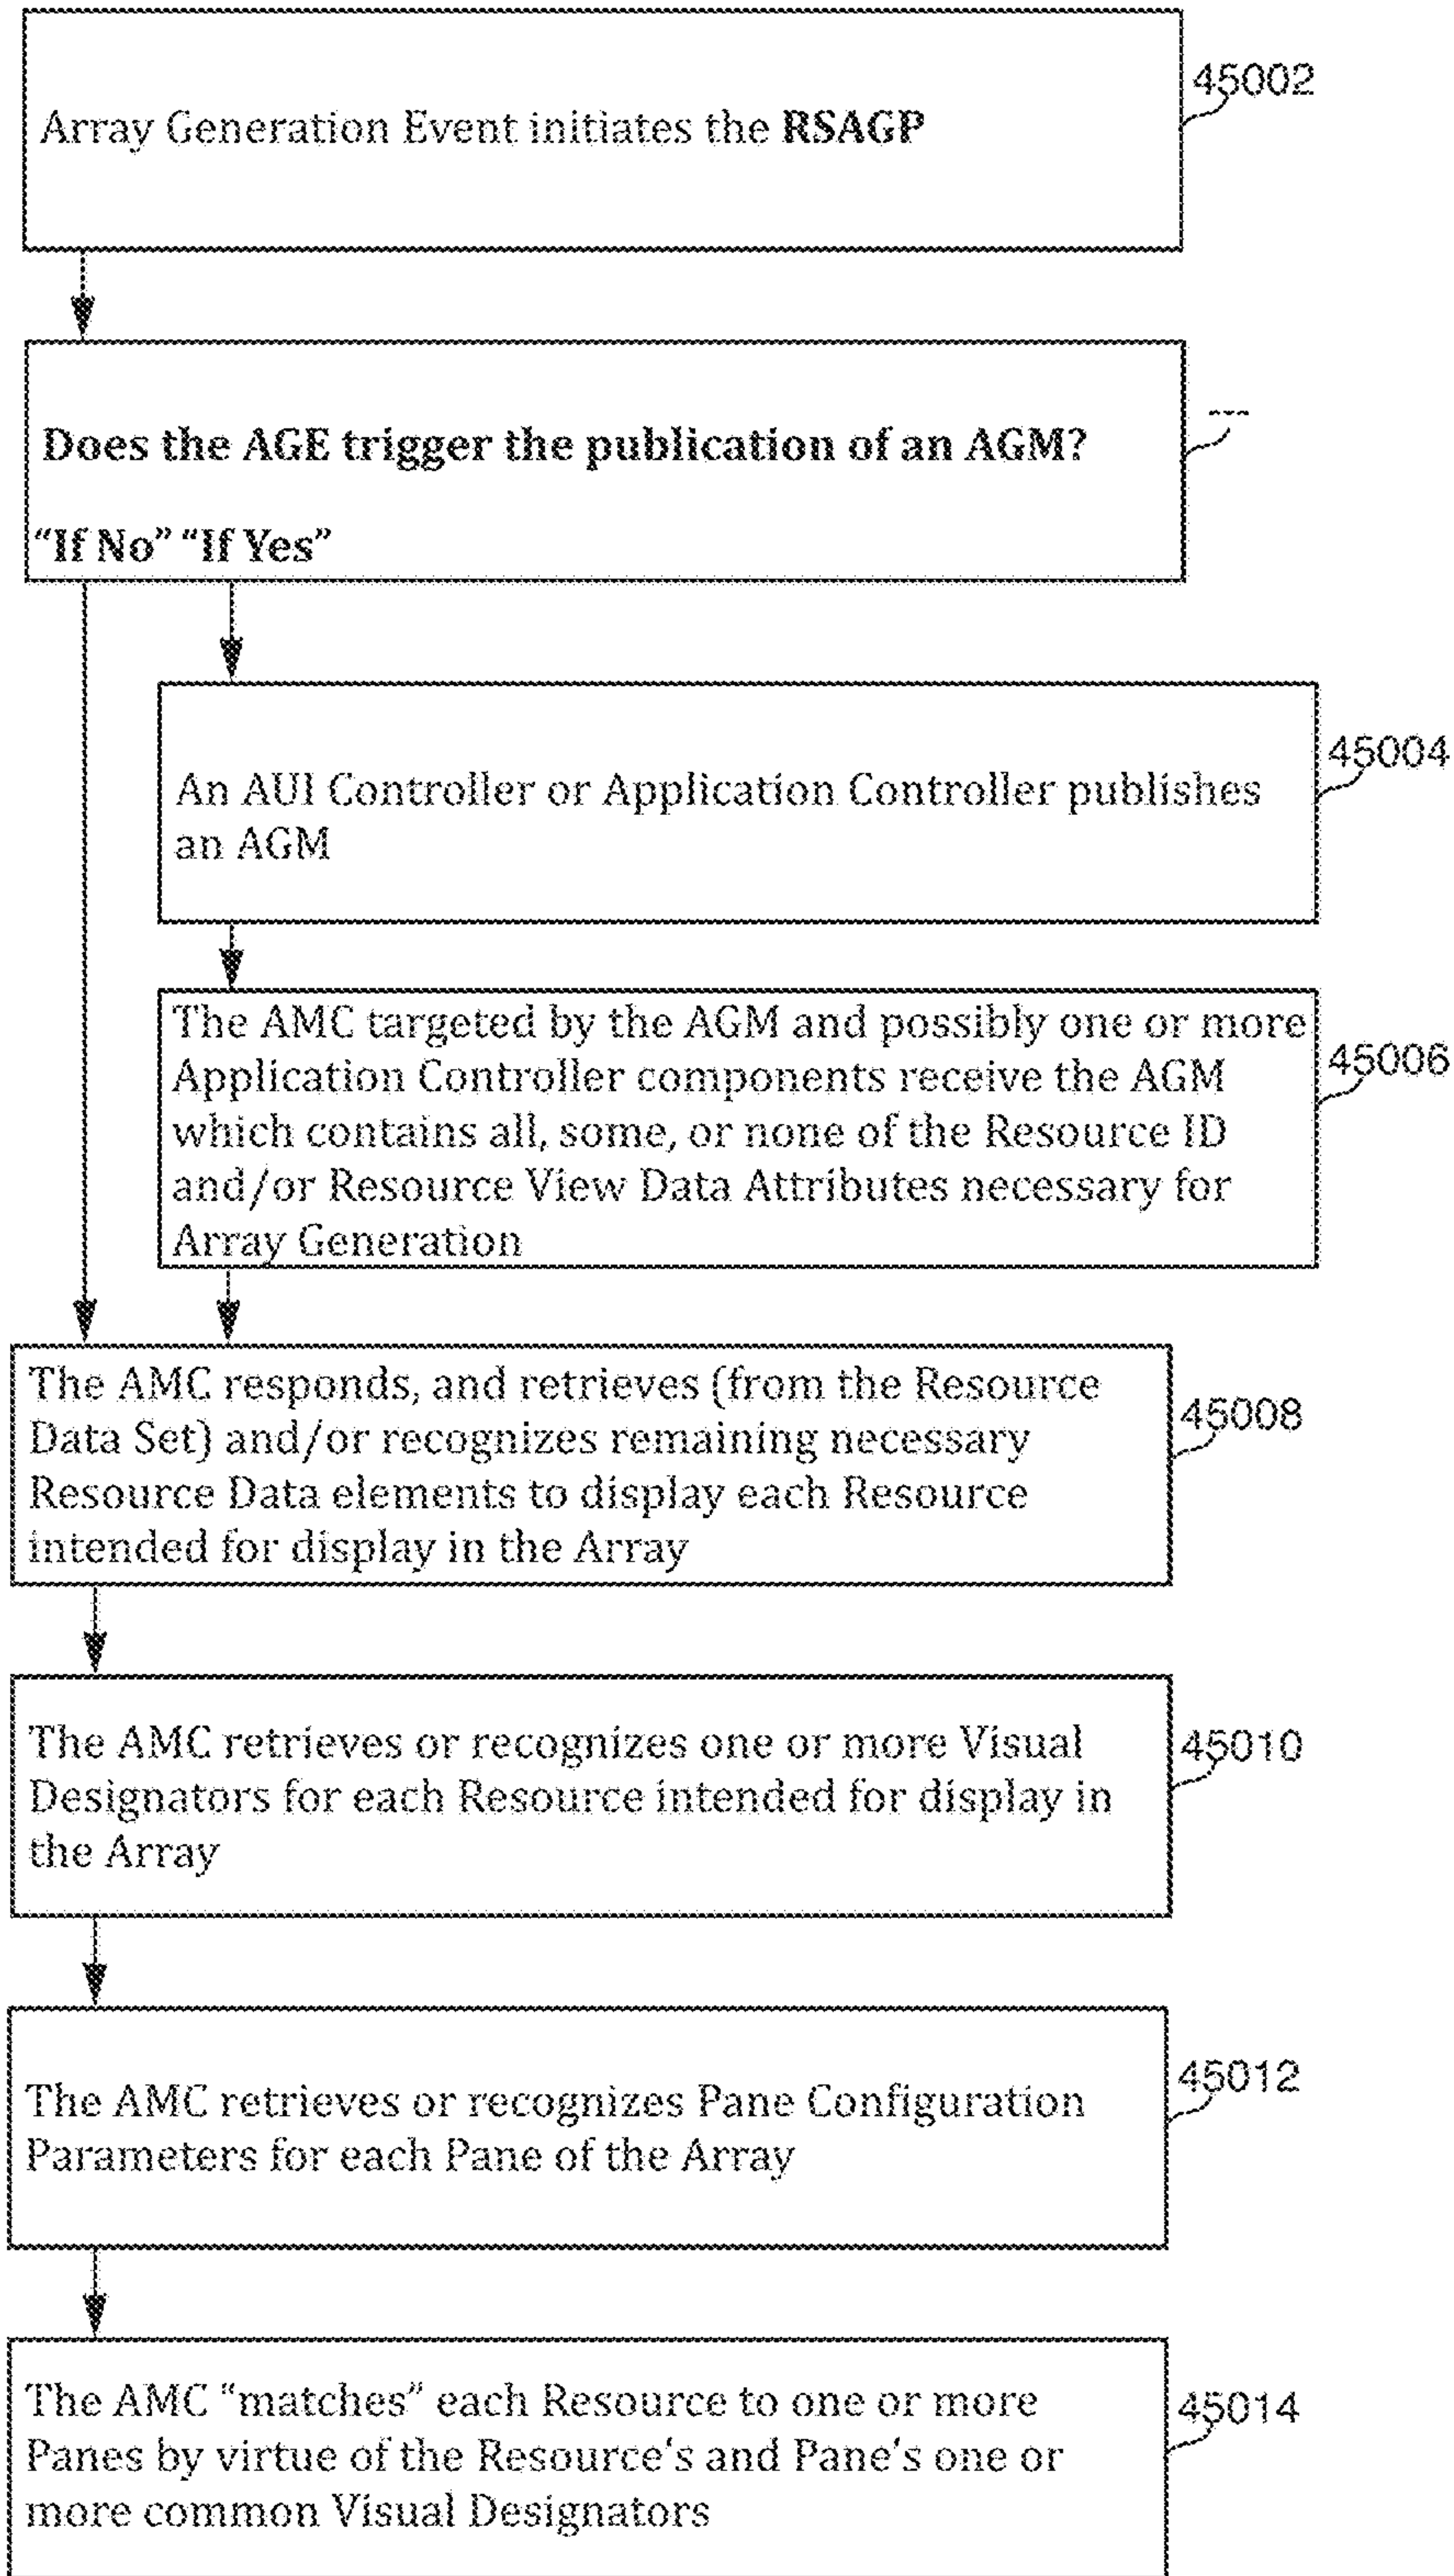 Array Generation Event initiates the RSAGP
45002
Does the AGE trigger the publication of an AGM?
---
“If No” “If Yes”
An AUI Controller or Application Controller publishes
an AGM
45004
The AMC targeted by the AGM and possibly one or more
Application Controller components receive the AGM
which contains all, some, or none of the Resource ID
and/or Resource View Data Attributes necessary for
Array Generation
45006
The AMC responds, and retrieves (from the Resource
Data Set) and/or recognizes remaining necessary
Resource Data elements to display each Resource
intended for display in the Array
45008
The AMC retrieves or recognizes one or more Visual
Designators for each Resource intended for display in
the Array
45010
The AMC retrieves or recognizes Pane Configuration
Parameters for each Pane of the Array
45012
The AMC “matches” each Resource to one or more
Panes by virtue of the Resource's and Pane's one or
more common Visual Designators
45014